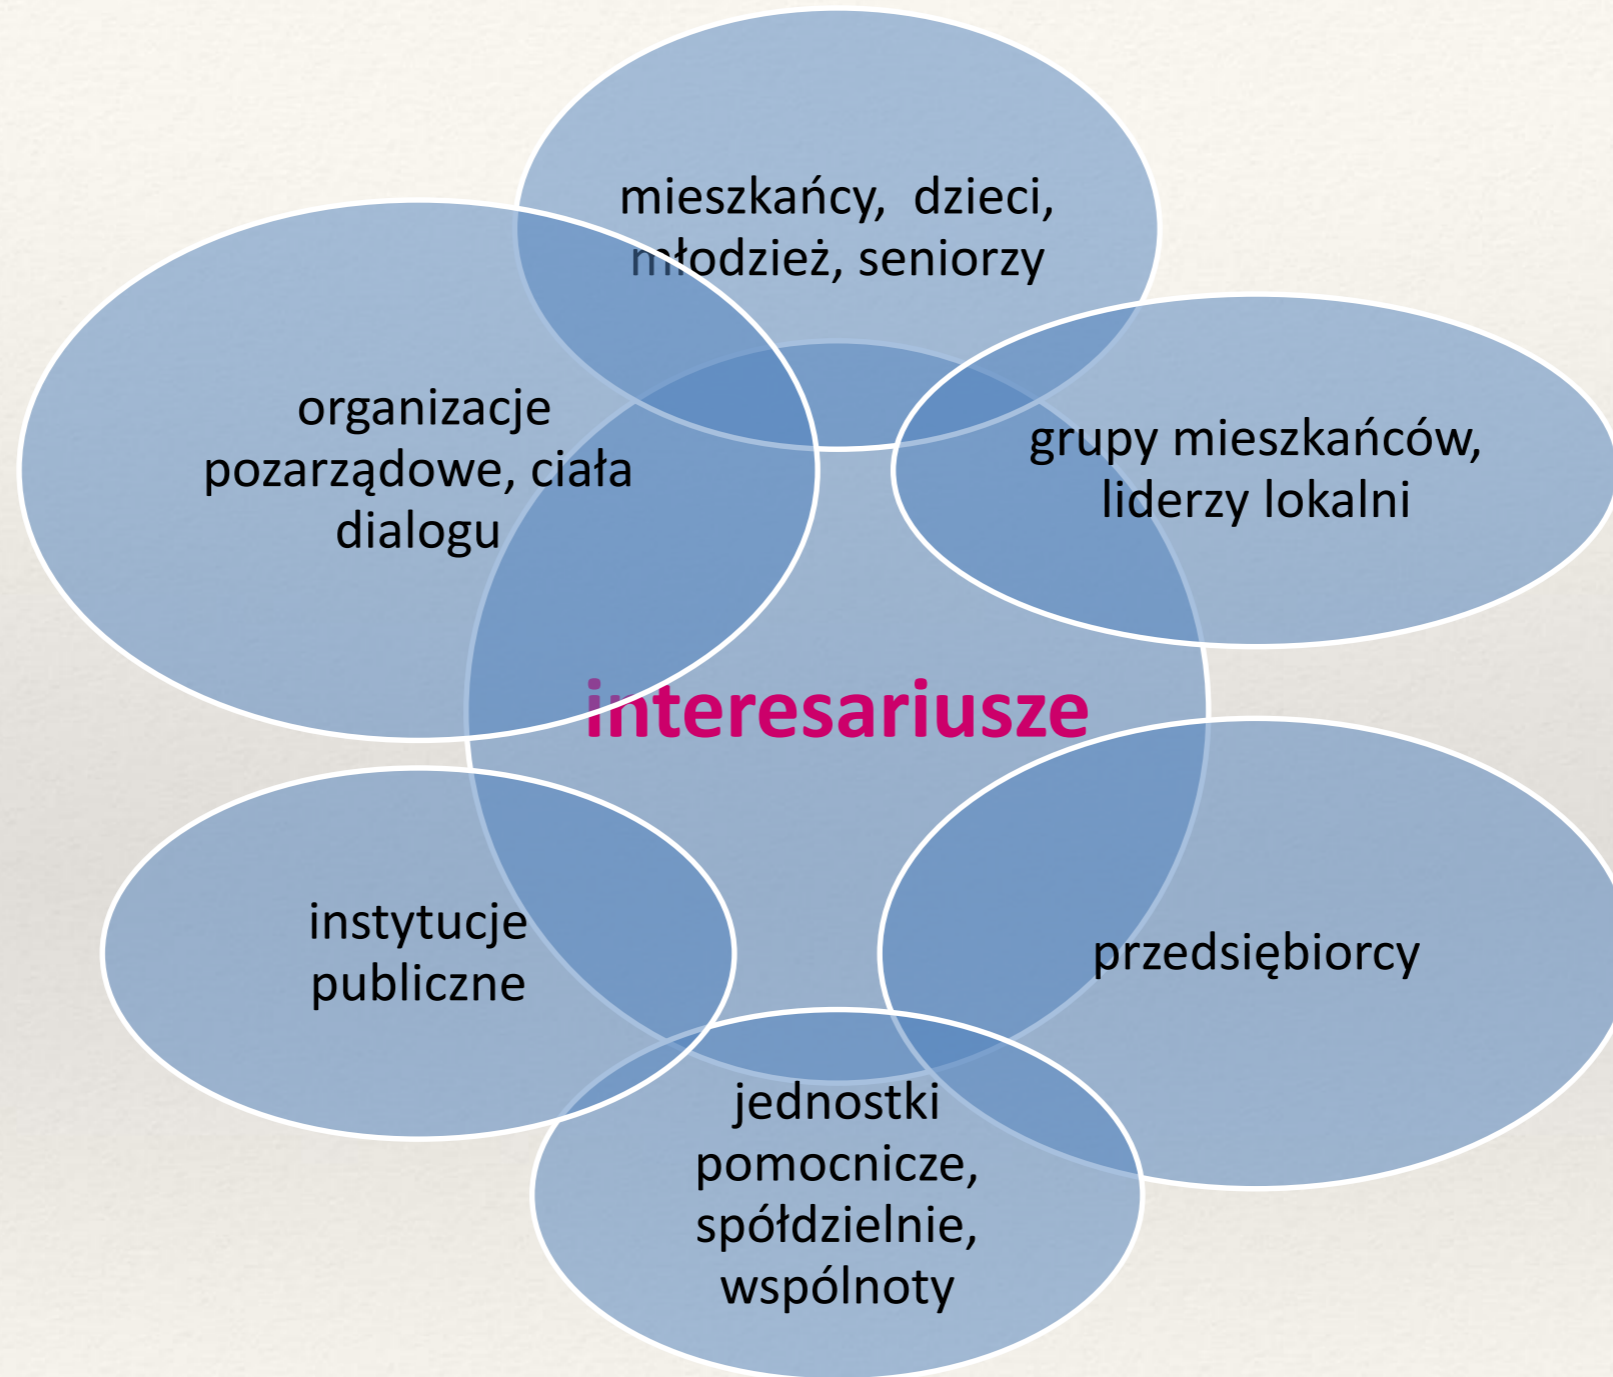 mieszkańcy, dzieci,
młodzież, seniorzy
organizacje
pozarządowe, ciała
dialogu
grupy mieszkańców,
liderzy lokalni
interesariusze
instytucje
publiczne
przedsiębiorcy
jednostki
pomocnicze,
spółdzielnie,
wspólnoty